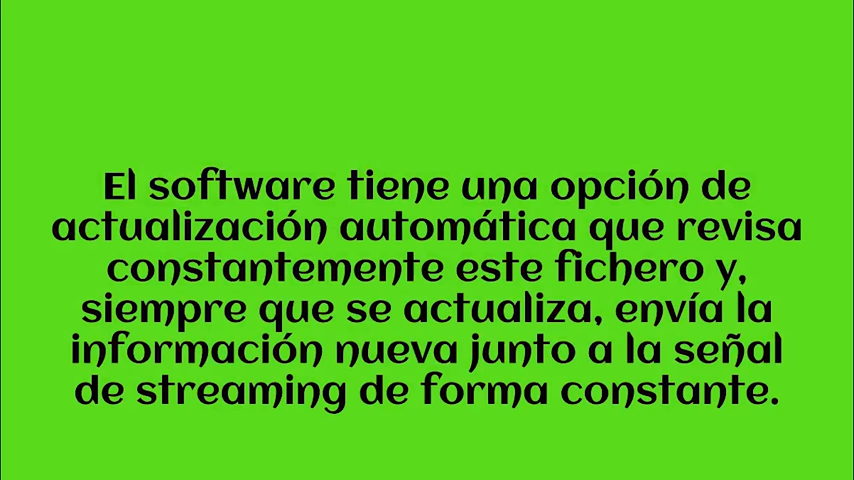 El software tiene una opción de
actualización automática que revisa
constantemente este fichero y,
siempre que se actualiza, envía la
información nueva junto a la señal
de streaming de forma constante.